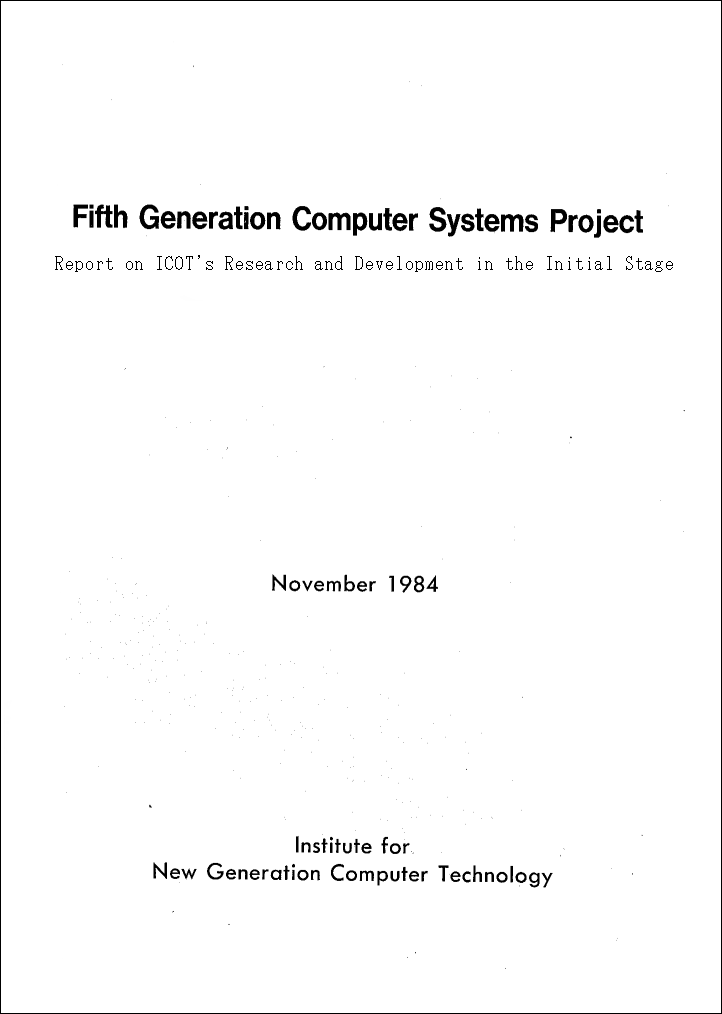 Fifth Generation Computer Systems Project
Report on ICOT's Research and Development in the Initial Stage
November 1984
Institute for
New Generation Computer Technology